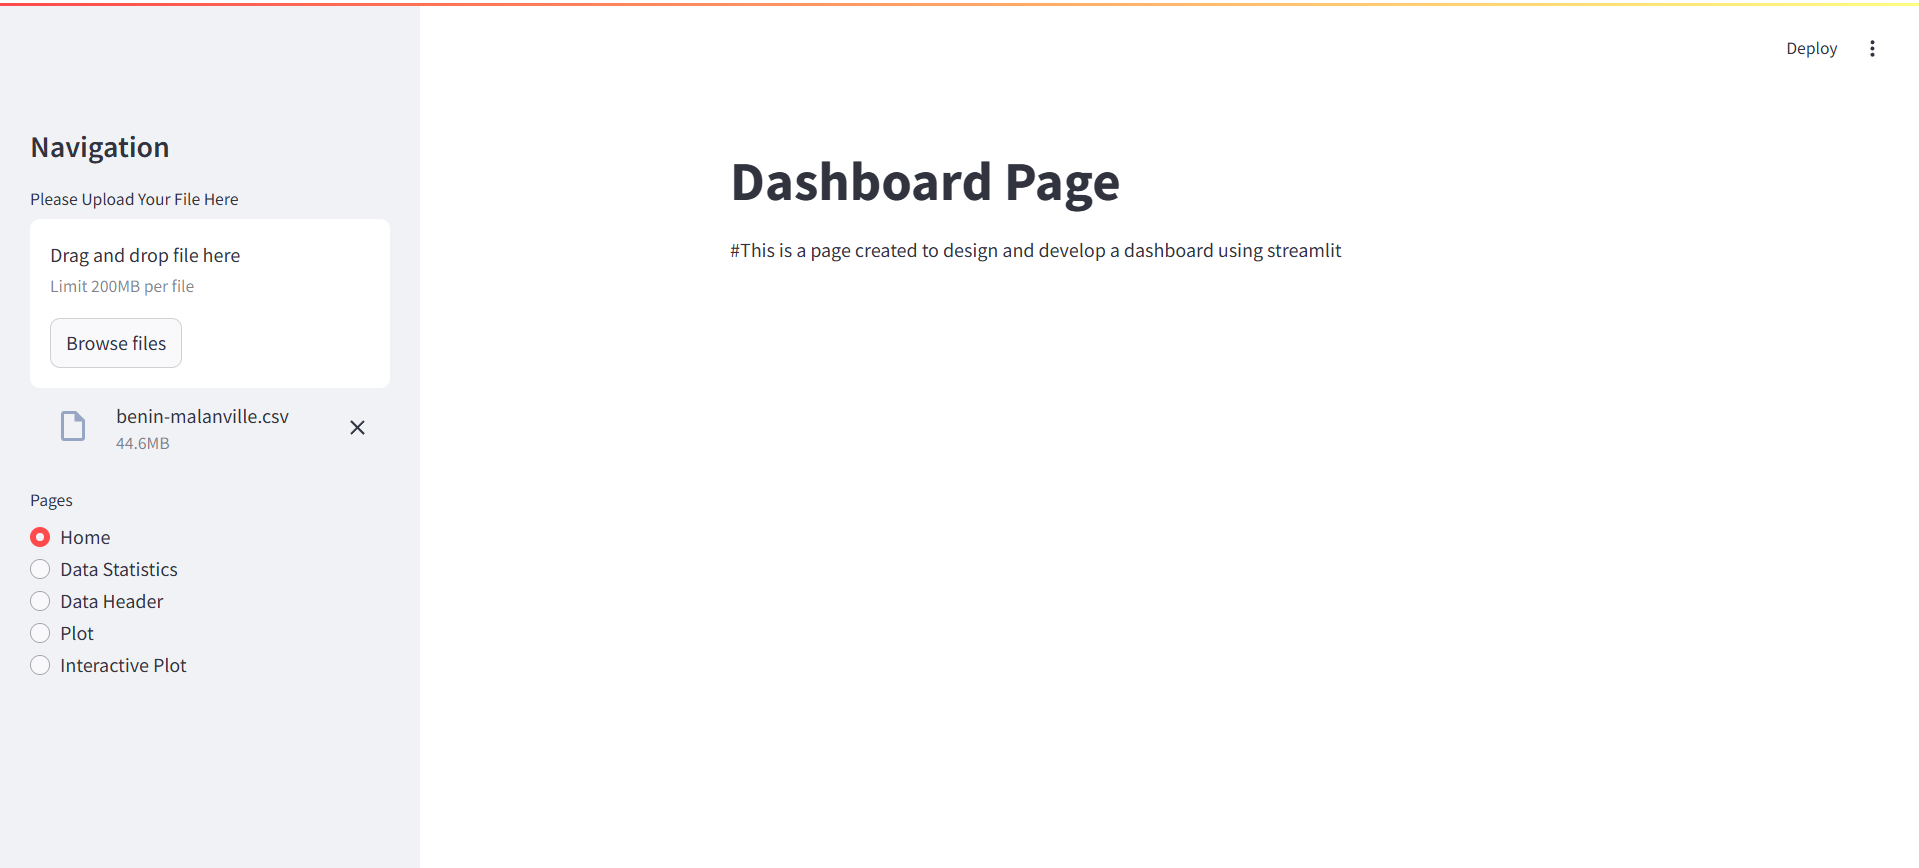 Deploy
Navigation
Please Upload Your File Here
Drag and drop file here
Limit 200MB per file
Browse files
benin-malanville.csv
44.6MB
Pages
Home
Data Statistics
Data Header
Plot
Interactive Plot
Dashboard Page
#This is a page created to design and develop a dashboard using streamlit